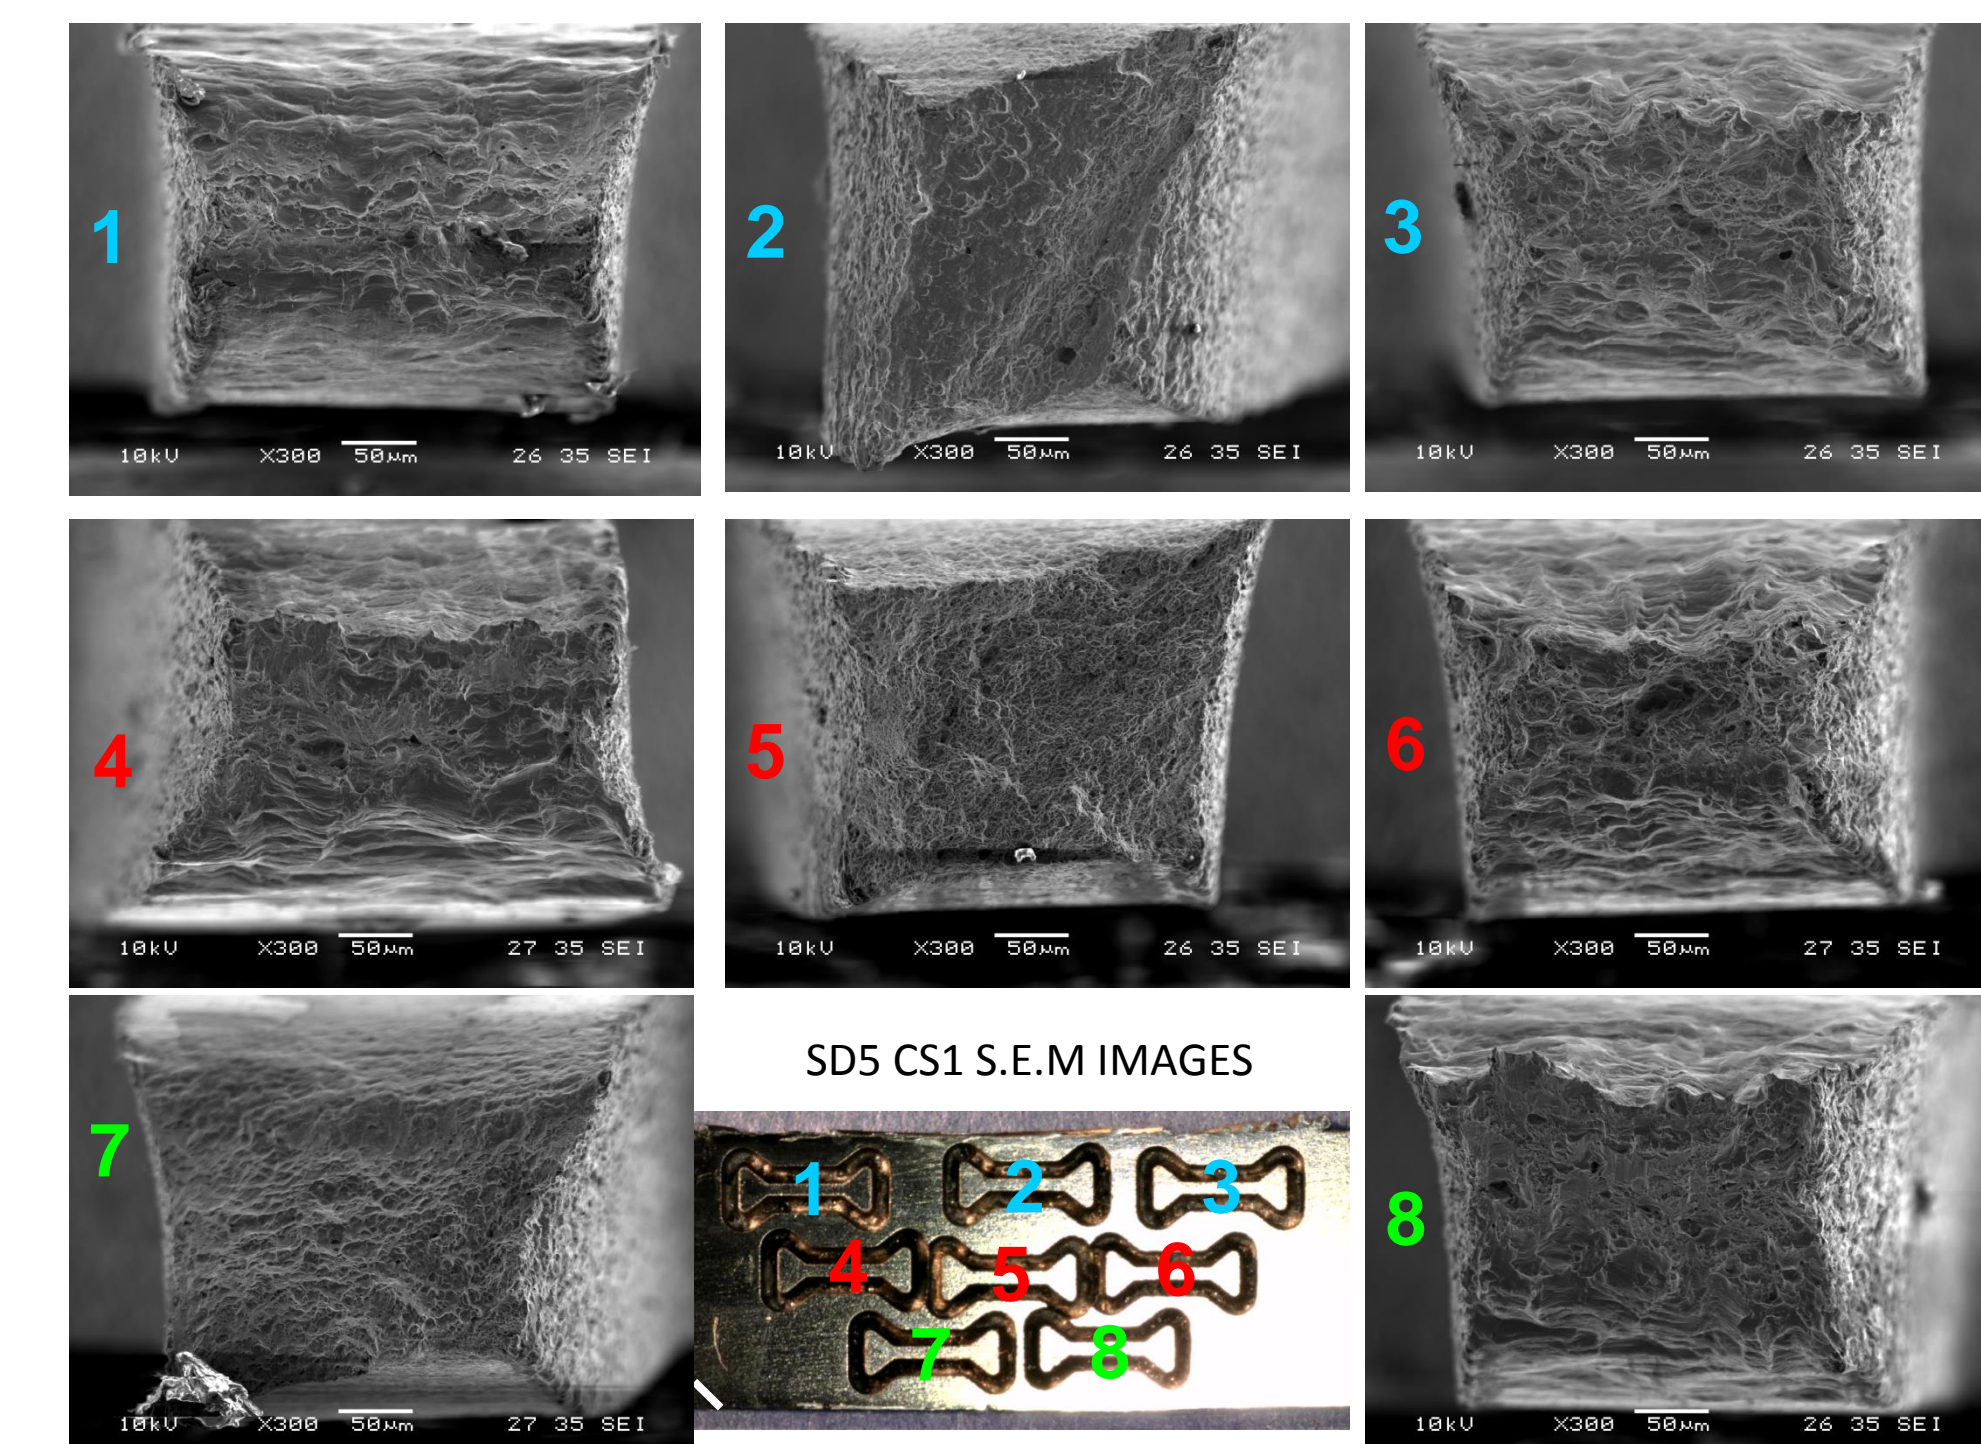 1
10kV X300 50μm 26 35 SEI
2
10kV X300 50μm 26 35 SEI
3
10kV X300 50μm 26 35 SEI
4
10kV X300 50μm 27 35 SEI
5
10kV X300 50μm 26 35 SEI
6
10kV X300 50μm 27 35 SEI
7
10kV X300 50μm 27 35 SEI
SD5 CS1 S.E.M IMAGES
1 2 3
4 5 6
7 8
8
10kV X300 50μm 26 35 SEI